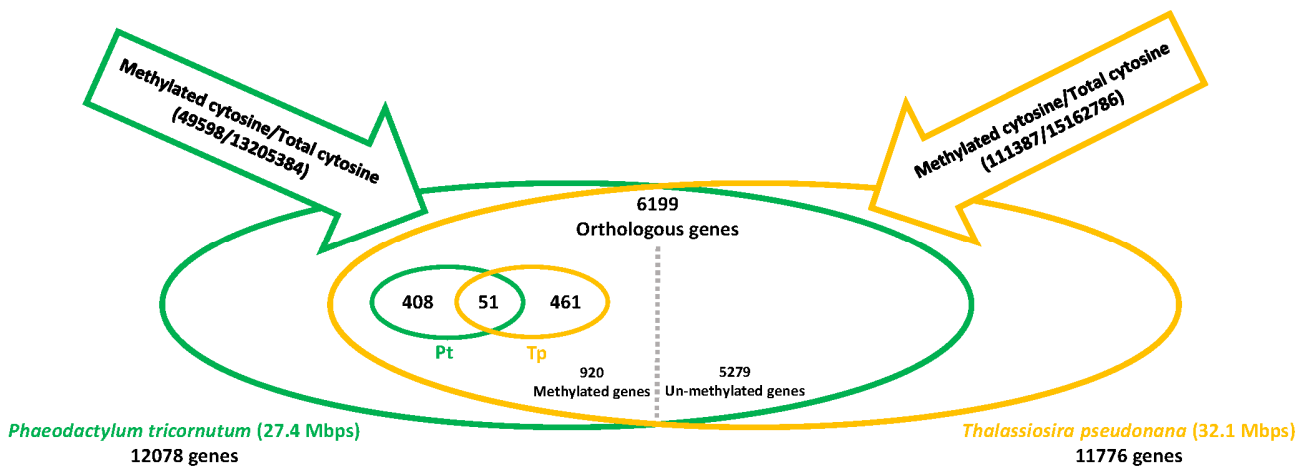 Methylated cytosine/Total cytosine
(49598/13205384)
Methylated cytosine/Total cytosine
(111387/15162786)
6199
Orthologous genes
408
51
461
Pt
Tp
920
Methylated genes
5279
Un-methylated genes
Phaeodactylum tricornutum (27.4 Mbps)
12078 genes
Thalassiosira pseudonana (32.1 Mbps)
11776 genes